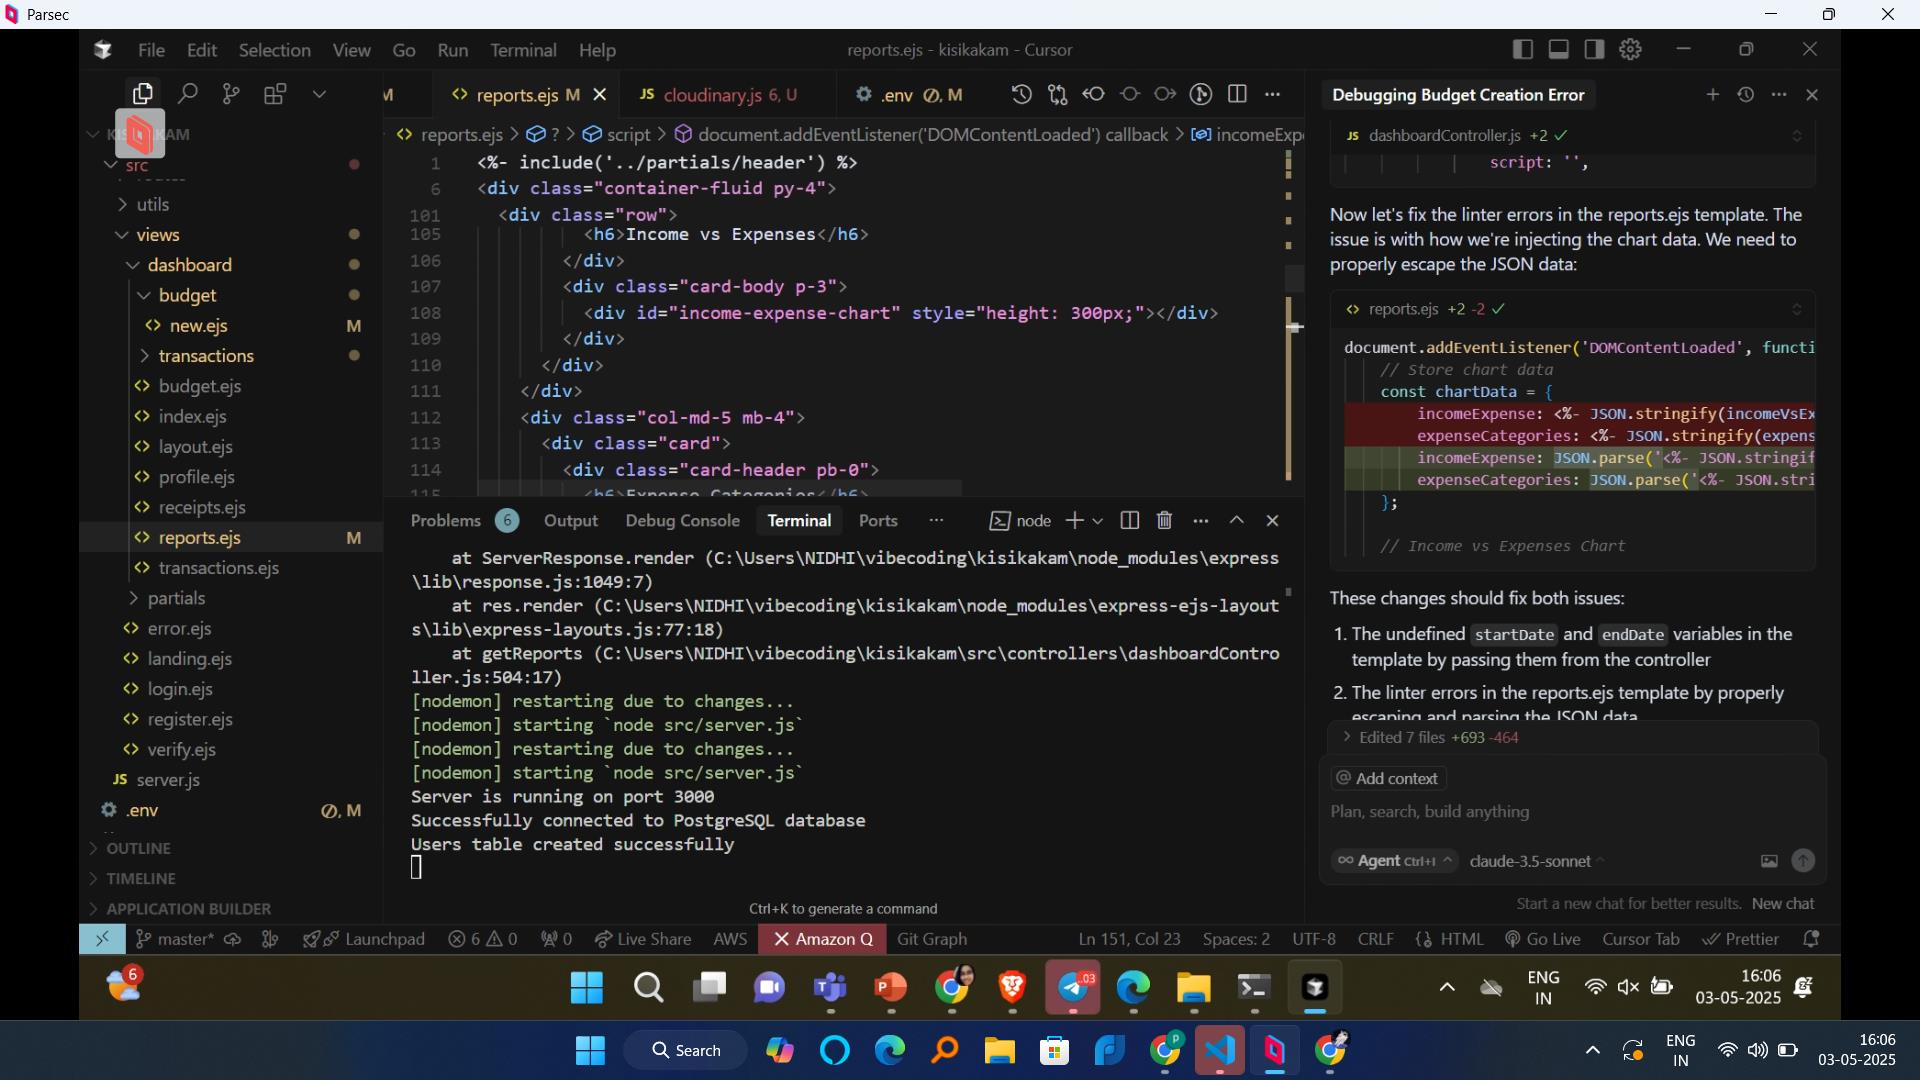 Parsec
File Edit Selection View Go Run Terminal Help
reports.ejs - kisikakam - Cursor
M
<> reports.ejs M
JS cloudinary.js 6, U
.env M
reports.ejs > ? > script > document.addEventListener('DOMContentLoaded') callback > incomeExp
AM
src
utils
views
dashboard
budget
new.ejs M
transactions
budget.ejs
index.ejs
layout.ejs
profile.ejs
receipts.ejs
reports.ejs M
transactions.ejs
partials
error.ejs
landing.ejs
login.ejs
register.ejs
verify.ejs
JS server.js
.env , M
OUTLINE
TIMELINE
APPLICATION BUILDER
1 <%- include('../partials/header') %>
6 <div class="container-fluid py-4">
101 <div class="row">
105 <h6>Income vs Expenses</h6>
106 </div>
107 <div class="card-body p-3">
108 <div id="income-expense-chart" style="height: 300px;"></div>
109 </div>
110 </div>
111 </div>
112 <div class="col-md-5 mb-4">
113 <div class="card">
114 <div class="card-header pb-0">
115 <h6>Expense Categories</h6>
Problems 6 Output Debug Console Terminal Ports ··· node
at ServerResponse.render (C:\Users\NIDHI\vibecoding\kisikakam\node_modules\express
\lib\response.js:1049:7)
at res.render (C:\Users\NIDHI\vibecoding\kisikakam\node_modules\express-ejs-layout
s\lib\express-layouts.js:77:18)
at getReports (C:\Users\NIDHI\vibecoding\kisikakam\src\controllers\dashboardContro
ller.js:504:17)
[nodemon] restarting due to changes...
[nodemon] starting `node src/server.js`
[nodemon] restarting due to changes...
[nodemon] starting `node src/server.js`
Server is running on port 3000
Successfully connected to PostgreSQL database
Users table created successfully
Ctrl+K to generate a command
Debugging Budget Creation Error
JS dashboardController.js +2
script: '',
Now let's fix the linter errors in the reports.ejs template. The
issue is with how we're injecting the chart data. We need to
properly escape the JSON data:
<> reports.ejs +2 -2
document.addEventListener('DOMContentLoaded', functi
// Store chart data
const chartData = {
incomeExpense: <%- JSON.stringify(incomeVsEx
expenseCategories: <%- JSON.stringify(expens
incomeExpense: JSON.parse('<%- JSON.stringif
expenseCategories: JSON.parse('<%- JSON.stri
};
// Income vs Expenses Chart
These changes should fix both issues:
1. The undefined startDate and endDate variables in the
template by passing them from the controller
2. The linter errors in the reports.ejs template by properly
escaping and parsing the JSON data
> Edited 7 files +693 -464
@ Add context
Plan, search, build anything
∞ Agent Ctrl+I claude-3.5-sonnet
Start a new chat for better results. New chat
master* Launchpad 6 0 0 Live Share AWS Amazon Q Git Graph Ln 151, Col 23 Spaces: 2 UTF-8 CRLF HTML Go Live Cursor Tab Prettier
6
P
03
ENG
IN
16:06
03-05-2025
Search
P
ENG
IN
16:06
03-05-2025